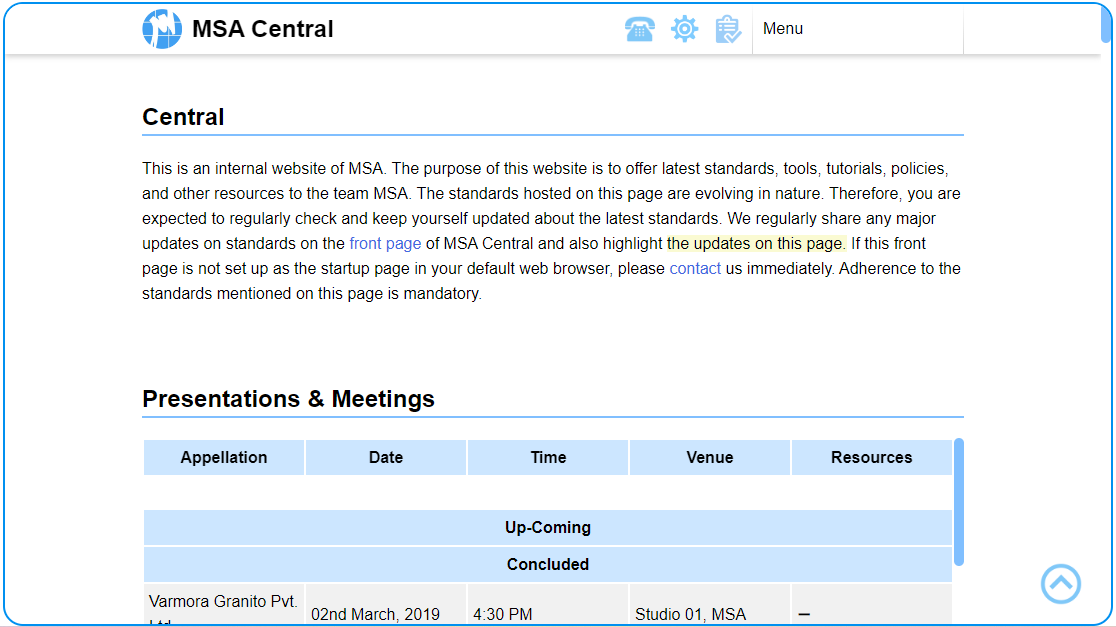 MSA Central
Menu
Central
This is an internal website of MSA. The purpose of this website is to offer latest standards, tools, tutorials, policies,
and other resources to the team MSA. The standards hosted on this page are evolving in nature. Therefore, you are
expected to regularly check and keep yourself updated about the latest standards. We regularly share any major
updates on standards on the front page of MSA Central and also highlight the updates on this page. If this front
page is not set up as the startup page in your default web browser, please contact us immediately. Adherence to the
standards mentioned on this page is mandatory.
Presentations & Meetings
Appellation Date Time Venue Resources
Up-Coming
Concluded
Varmora Granito Pvt.
Ltd 02nd March, 2019 4:30 PM Studio 01, MSA –